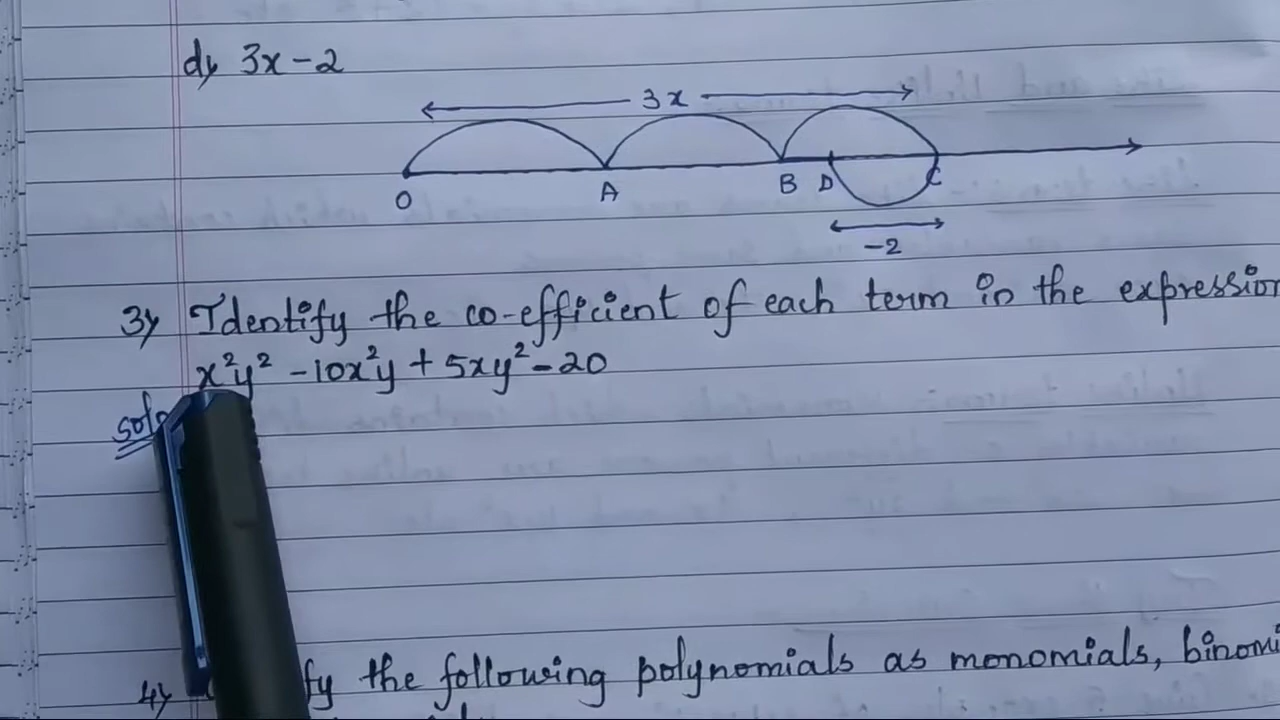 d) 3x-2
3x
O A B D C
-2
3) Identify the co-efficient of each term in the expression
x²y² -10x²y + 5xy² -20
soln
4) fy the following polynomials as monomials, binomi